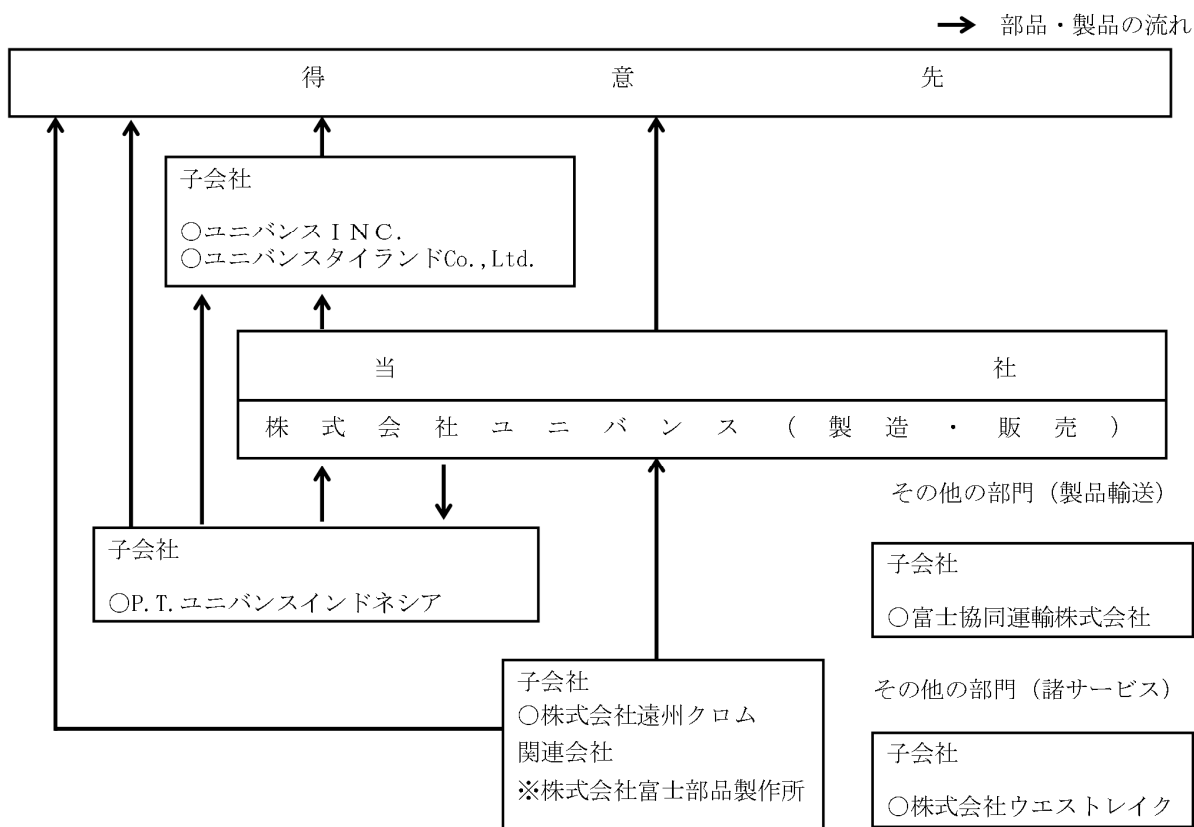 部品・製品の流れ
得意先
子会社
○ユニバンスＩＮＣ．
○ユニバンスタイランドCo.,Ltd.
当社
株式会社ユニバンス（製造・販売）
その他の部門（製品輸送）
子会社
○P.T.ユニバンスインドネシア
子会社
○富士協同運輸株式会社
子会社
○株式会社遠州クロム
関連会社
※株式会社富士部品製作所
その他の部門（諸サービス）
子会社
○株式会社ウエストレイク